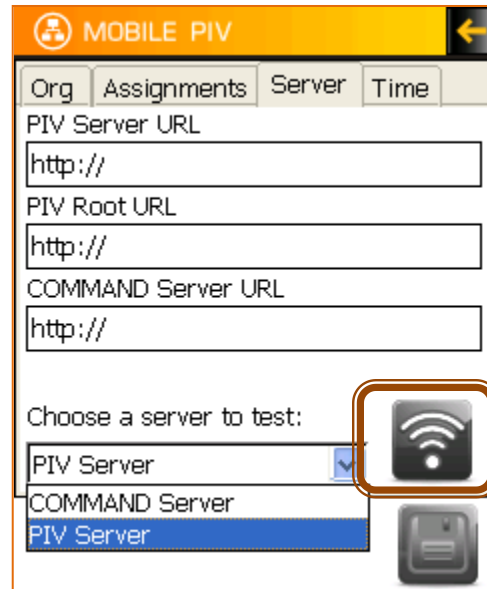 MOBILE PIV
Org Assignments Server Time
PIV Server URL
http://
PIV Root URL
http://
COMMAND Server URL
http://
Choose a server to test:
PIV Server
COMMAND Server
PIV Server